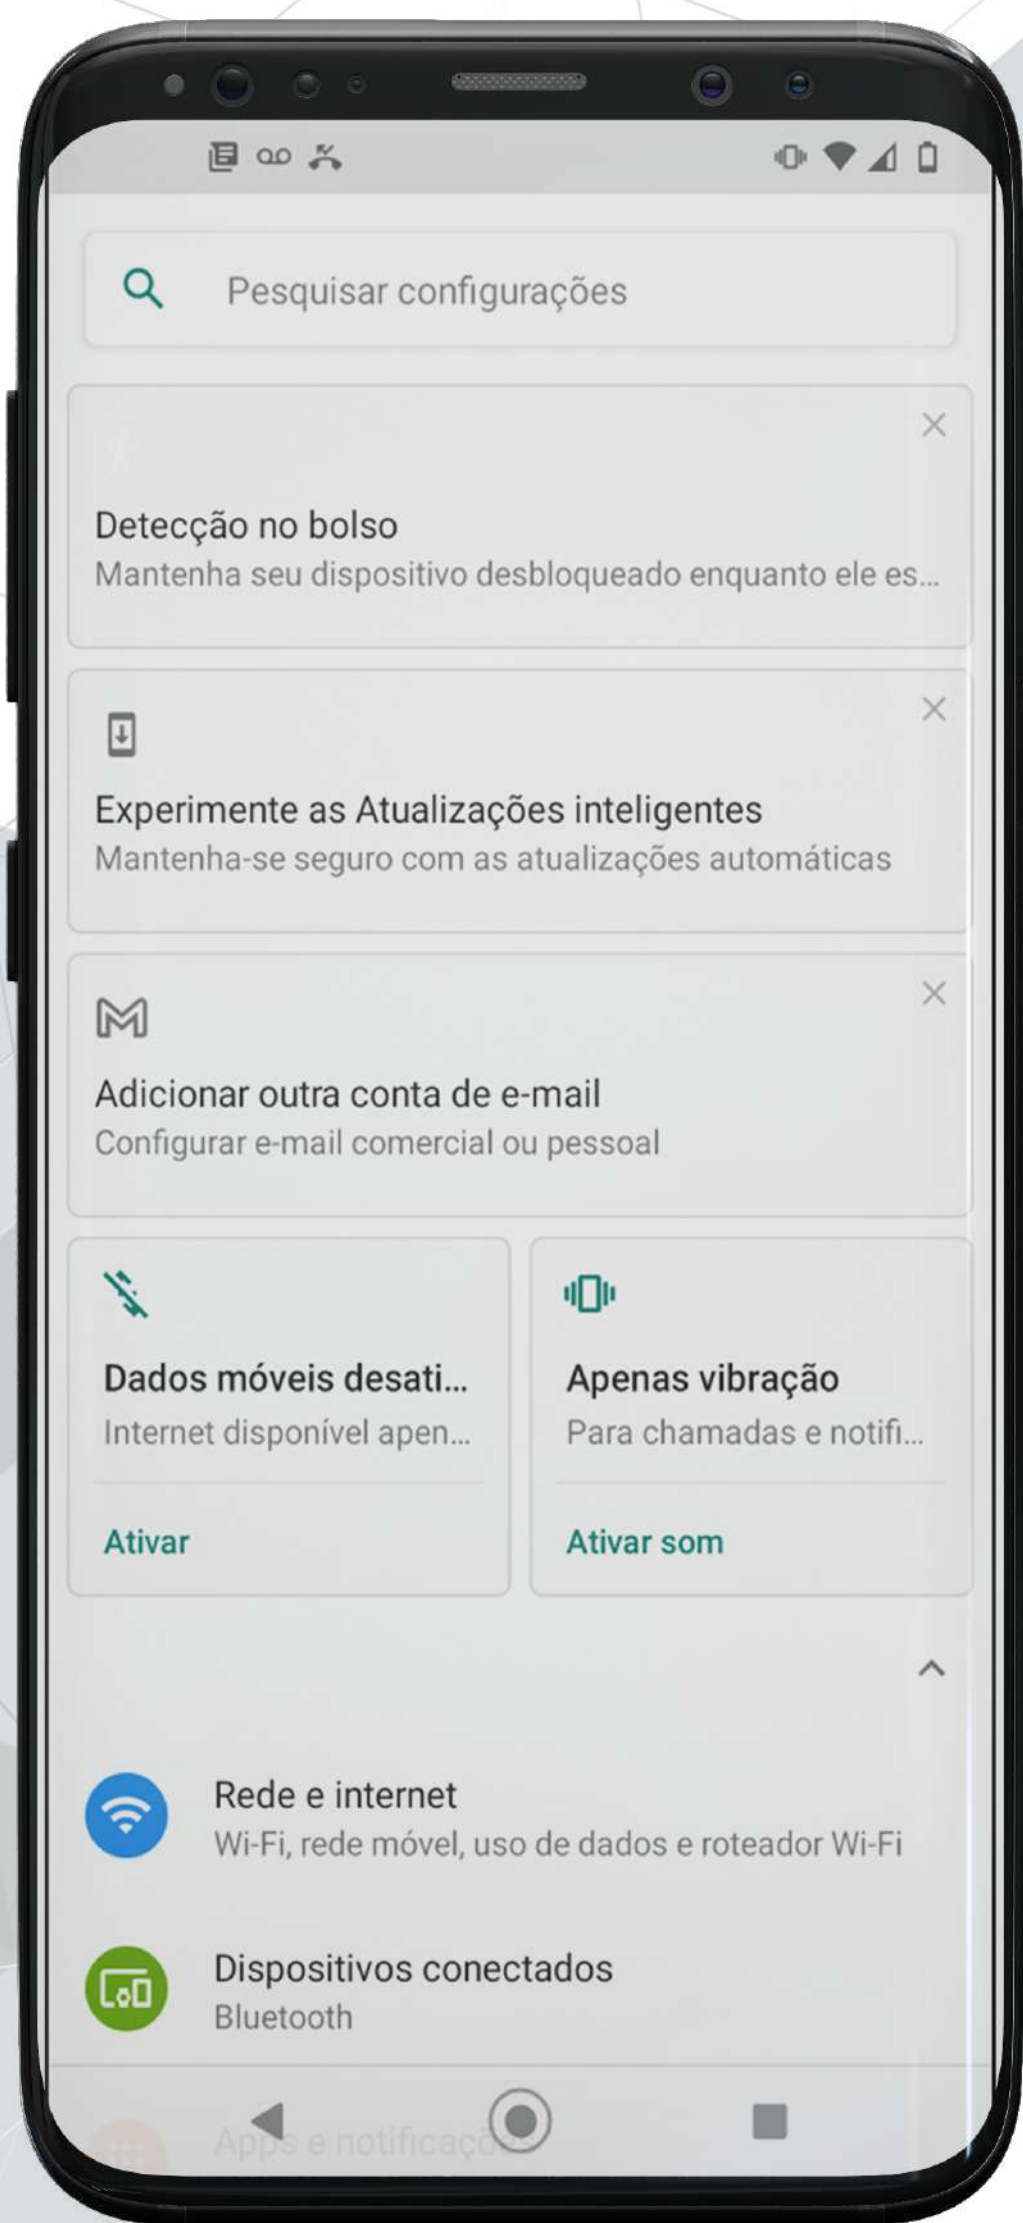 Pesquisar configurações
Detecção no bolso
Mantenha seu dispositivo desbloqueado enquanto ele es...
Experimente as Atualizações inteligentes
Mantenha-se seguro com as atualizações automáticas
Adicionar outra conta de e-mail
Configurar e-mail comercial ou pessoal
Dados móveis desati...
Internet disponível apen...
Ativar
Apenas vibração
Para chamadas e notifi...
Ativar som
Rede e internet
Wi-Fi, rede móvel, uso de dados e roteador Wi-Fi
Dispositivos conectados
Bluetooth
Apps e